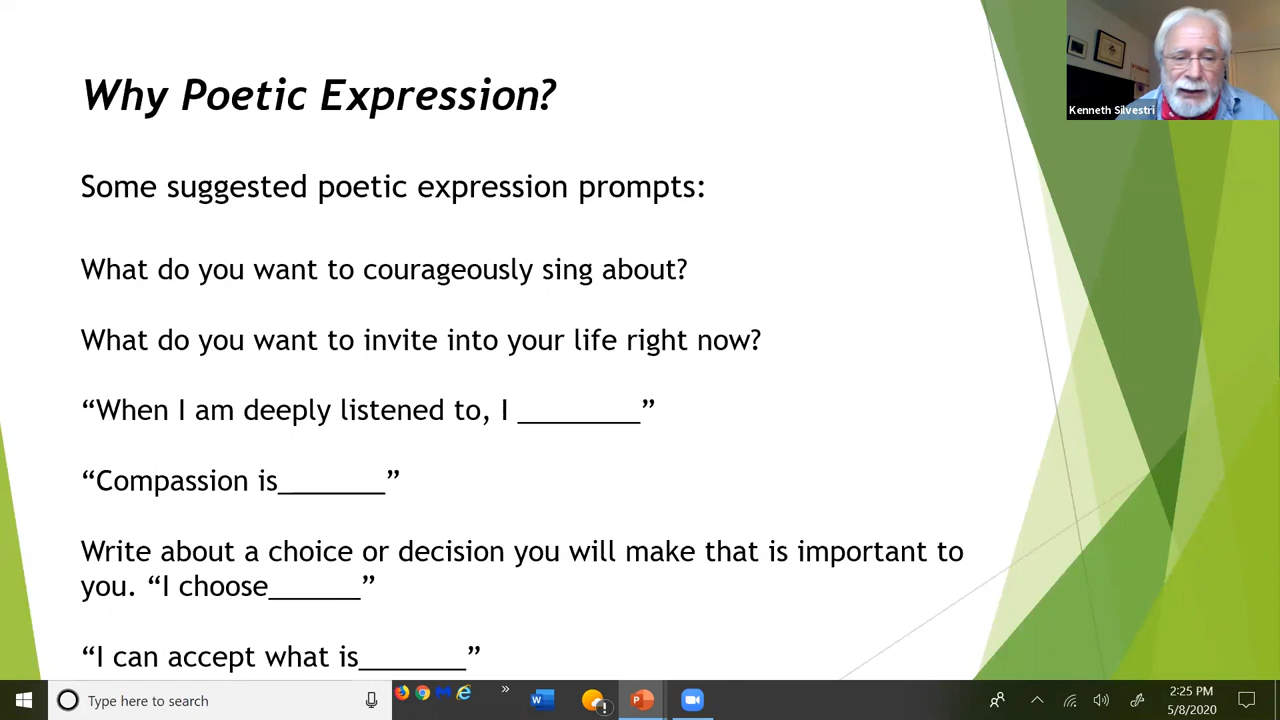 Why Poetic Expression?
Kenneth Silvestri
Some suggested poetic expression prompts:
What do you want to courageously sing about?
What do you want to invite into your life right now?
“When I am deeply listened to, I ________”
“Compassion is_______”
Write about a choice or decision you will make that is important to
you. “I choose______”
“I can accept what is_______”
Type here to search
2:25 PM
5/8/2020